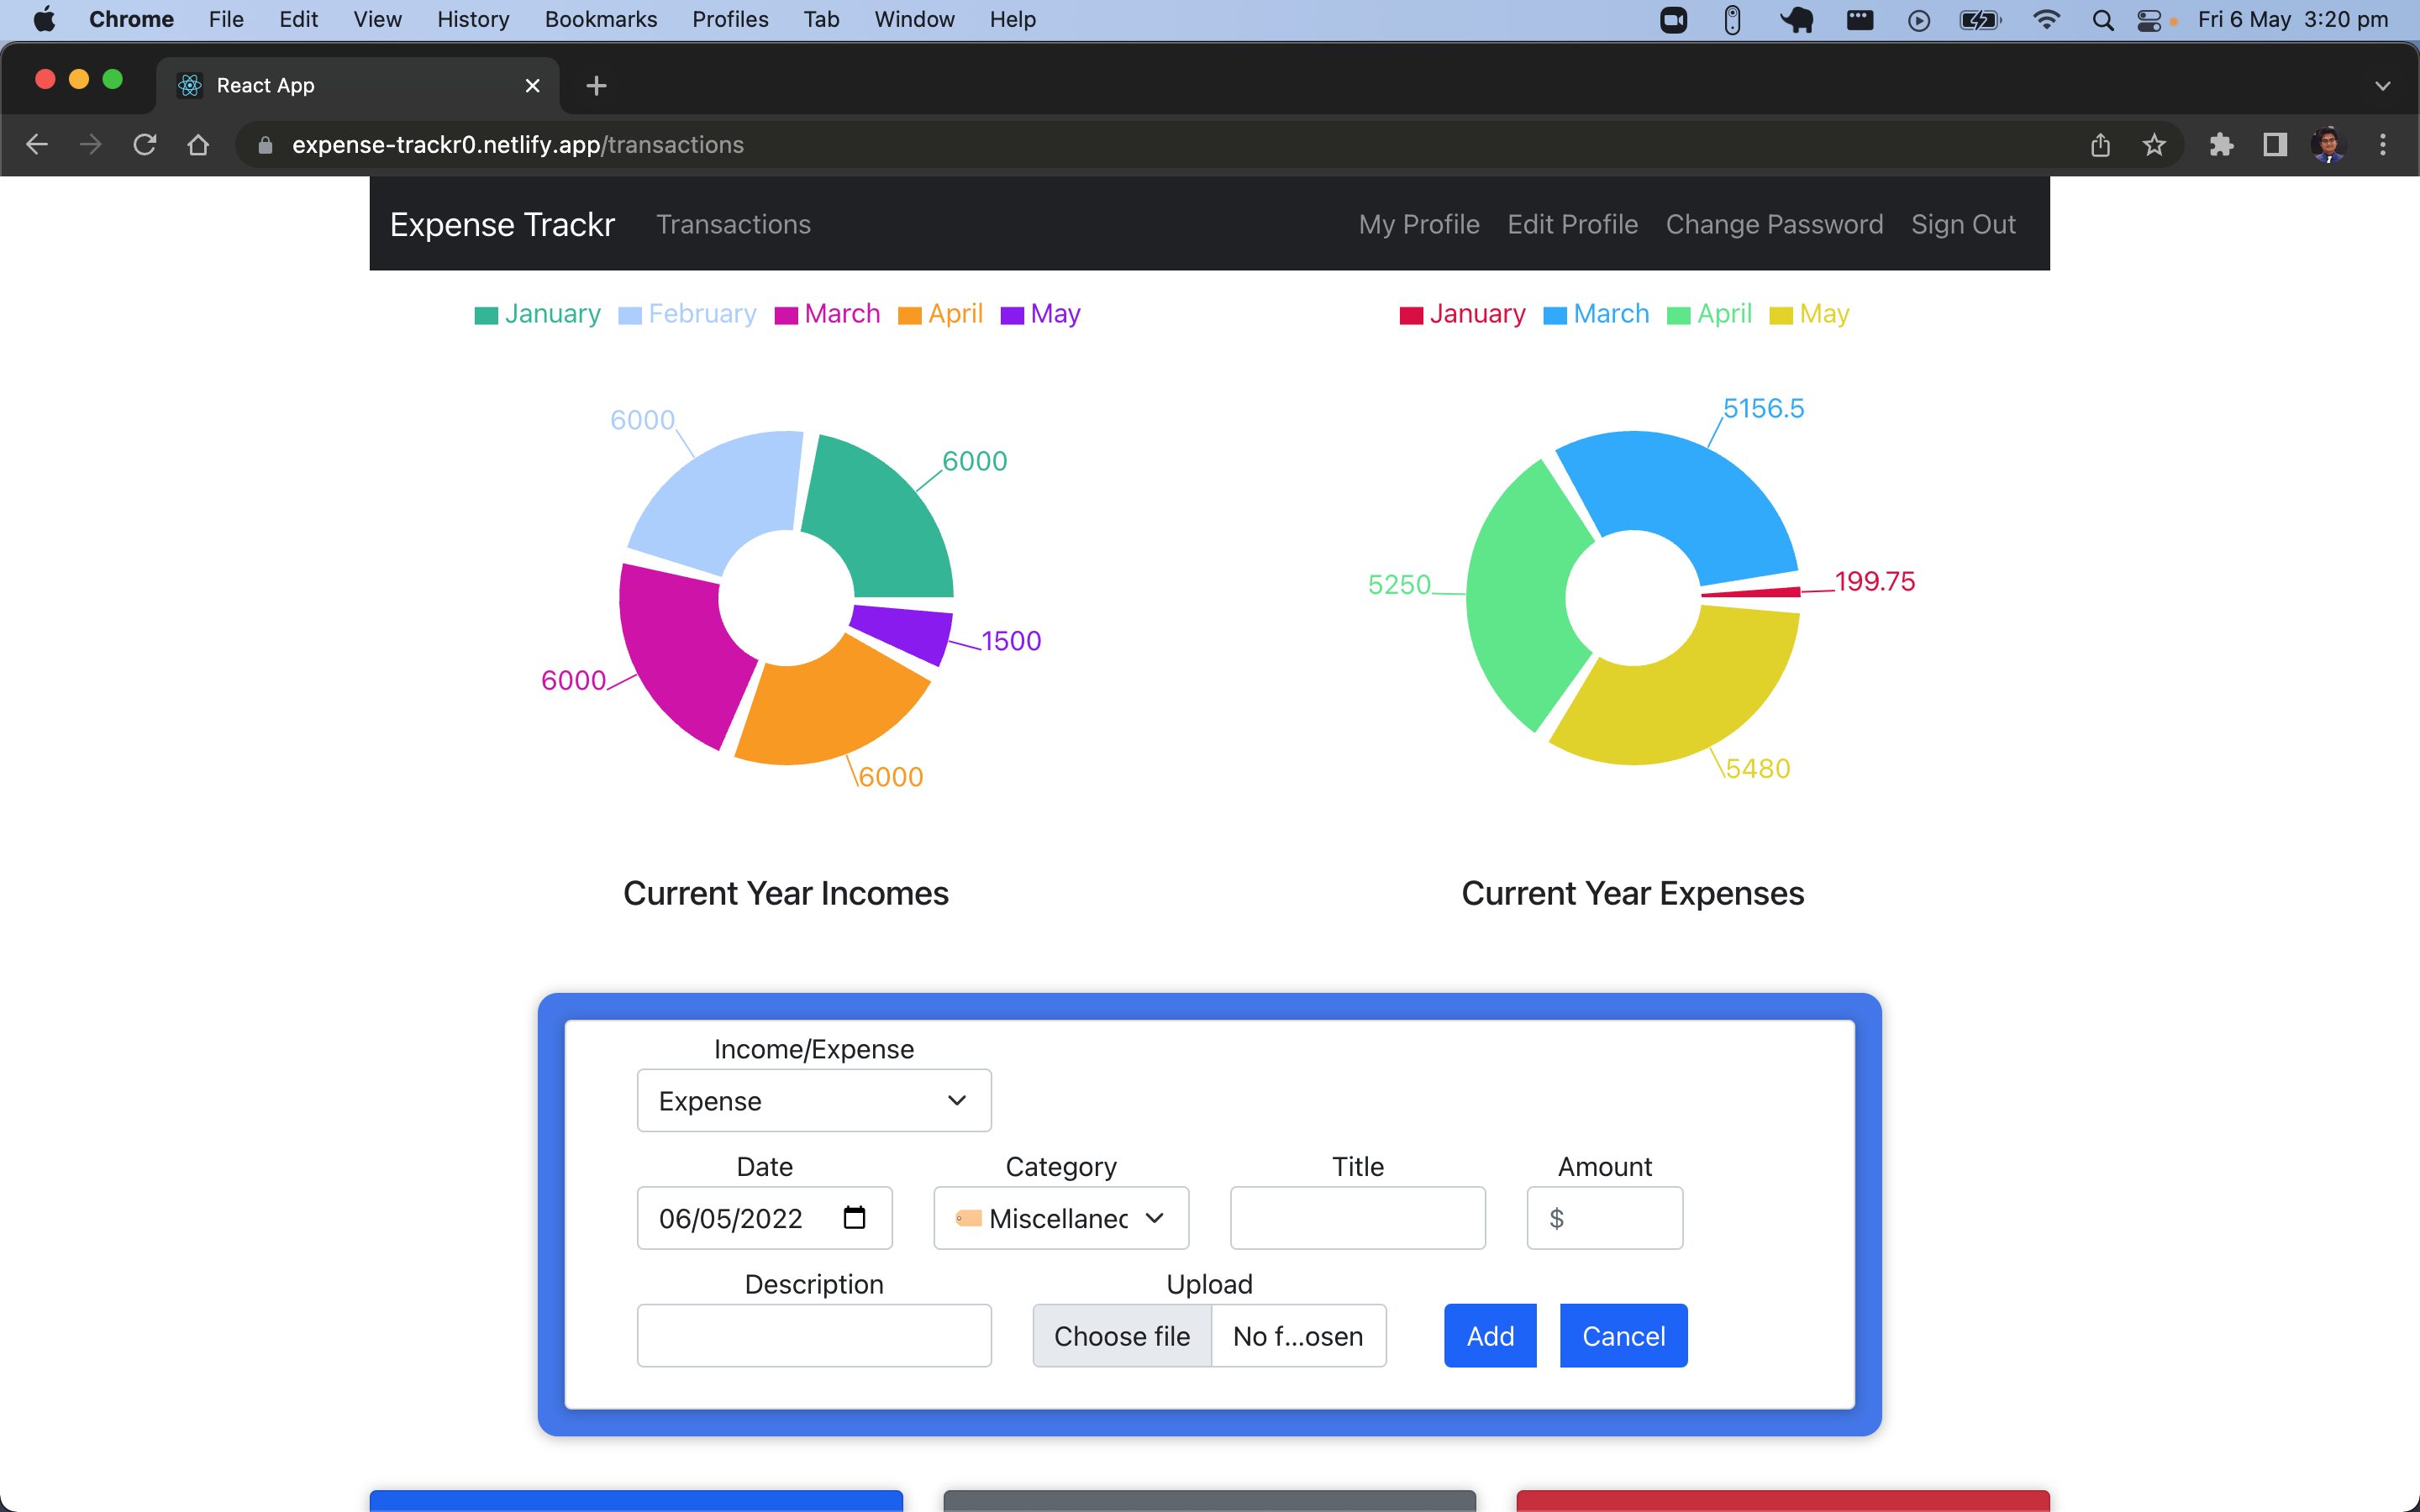 Chrome File Edit View History Bookmarks Profiles Tab Window Help Fri 6 May 3:20 pm
React App
expense-trackr0.netlify.app/transactions
Expense Trackr Transactions My Profile Edit Profile Change Password Sign Out
January February March April May
January March April May
6000
6000
1500
6000
6000
5156.5
199.75
5250
5480
Current Year Incomes
Current Year Expenses
Income/Expense
Expense
Date Category Title Amount
06/05/2022 Miscellanec $
Description Upload
Choose file No f...osen Add Cancel